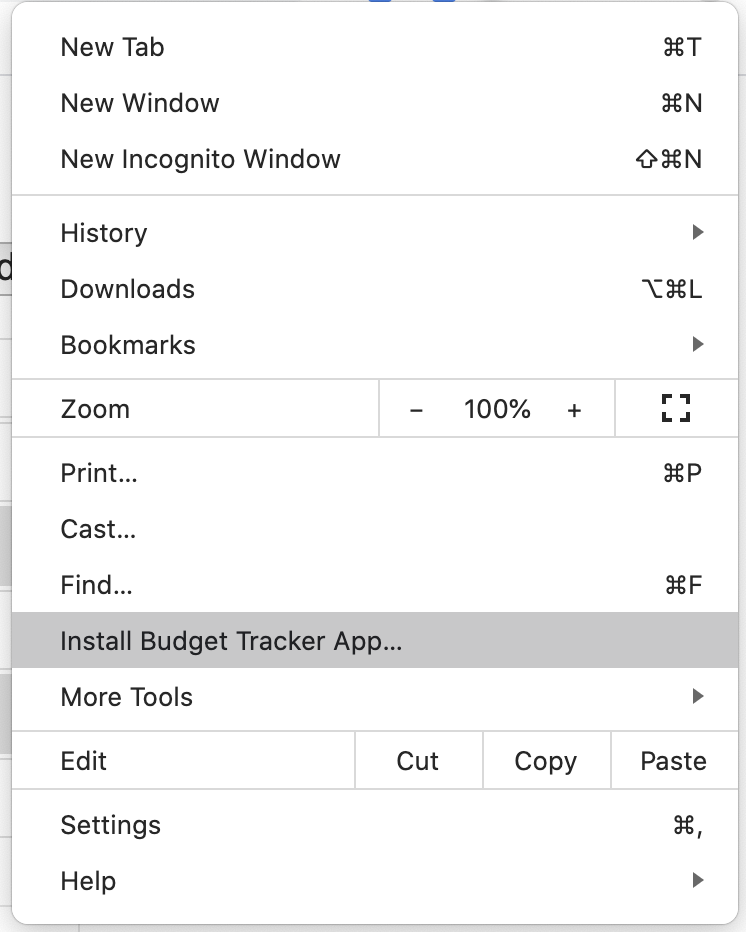 New Tab ⌘T
New Window ⌘N
New Incognito Window ⇧⌘N
History
d
Downloads ⌥⌘L
Bookmarks
Zoom − 100% +
Print... ⌘P
Cast...
Find... ⌘F
Install Budget Tracker App...
More Tools
Edit Cut Copy Paste
Settings ⌘,
Help